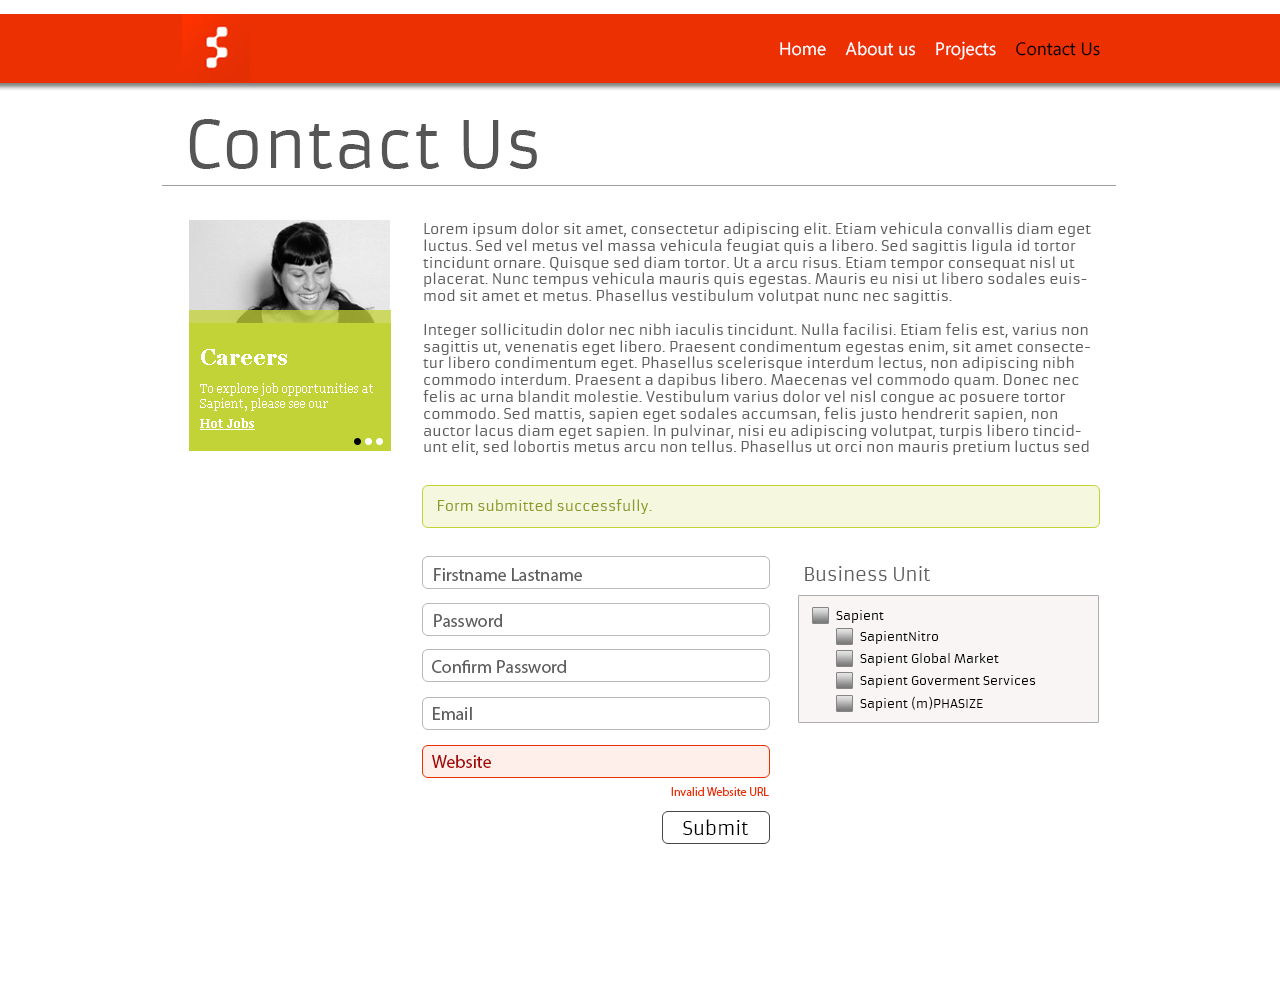 Home About us Projects Contact Us
Contact Us
Lorem ipsum dolor sit amet, consectetur adipiscing elit. Etiam vehicula convallis diam eget
luctus. Sed vel metus vel massa vehicula feugiat quis a libero. Sed sagittis ligula id tortor
tincidunt ornare. Quisque sed diam tortor. Ut a arcu risus. Etiam tempor consequat nisl ut
placerat. Nunc tempus vehicula mauris quis egestas. Mauris eu nisi ut libero sodales euis-
mod sit amet et metus. Phasellus vestibulum volutpat nunc nec sagittis.
Integer sollicitudin dolor nec nibh iaculis tincidunt. Nulla facilisi. Etiam felis est, varius non
sagittis ut, venenatis eget libero. Praesent condimentum egestas enim, sit amet consecte-
tur libero condimentum eget. Phasellus scelerisque interdum lectus, non adipiscing nibh
commodo interdum. Praesent a dapibus libero. Maecenas vel commodo quam. Donec nec
felis ac urna blandit molestie. Vestibulum varius dolor vel nisl congue ac posuere tortor
commodo. Sed mattis, sapien eget sodales accumsan, felis justo hendrerit sapien, non
auctor lacus diam eget sapien. In pulvinar, nisi eu adipiscing volutpat, turpis libero tincid-
unt elit, sed lobortis metus arcu non tellus. Phasellus ut orci non mauris pretium luctus sed
Careers
To explore job opportunities at
Sapient, please see our
Hot Jobs
Form submitted successfully.
Firstname Lastname
Password
Confirm Password
Email
Website
Invalid Website URL
Submit
Business Unit
Sapient
SapientNitro
Sapient Global Market
Sapient Goverment Services
Sapient (m)PHASIZE